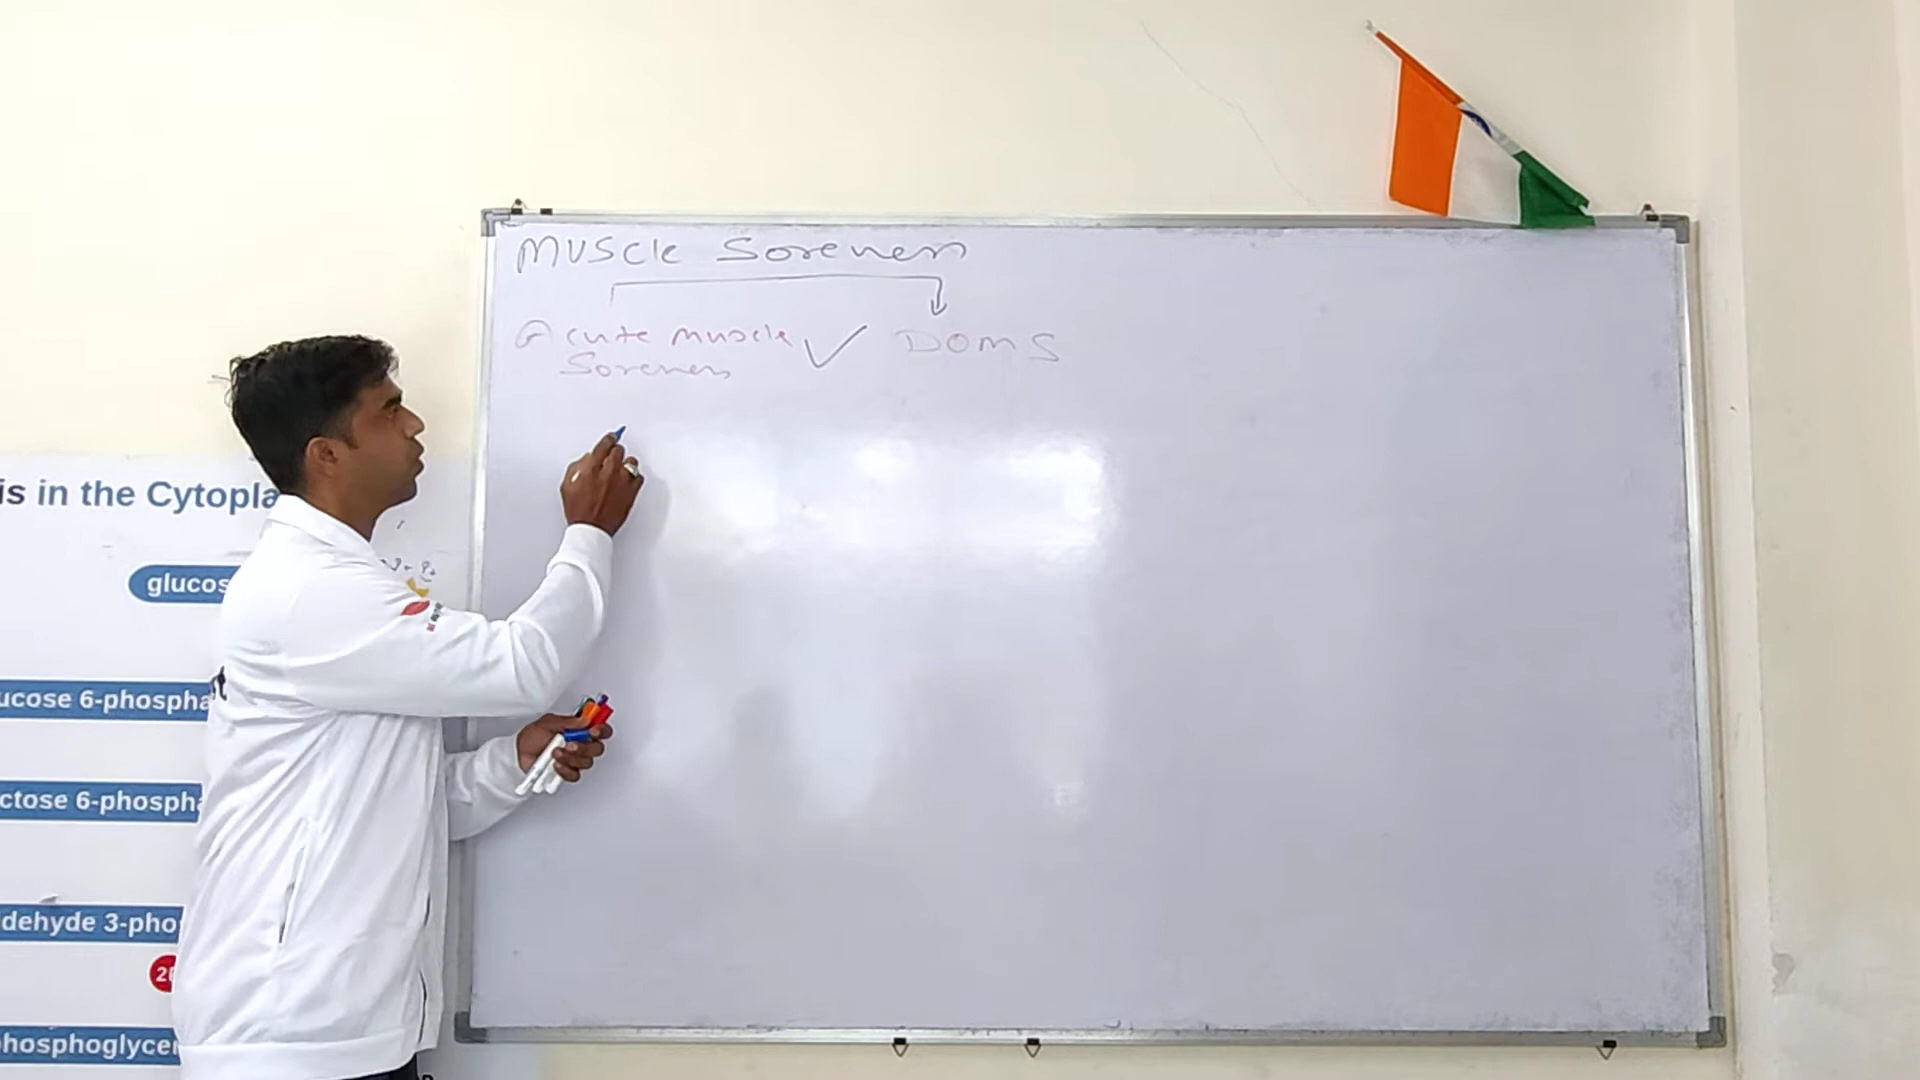 Muscle Soreness
Acute muscle
Soreness
DOMS
is in the Cytopla
glucos
ucose 6-phospha
ctose 6-phospha
dehyde 3-pho
phosphoglycer